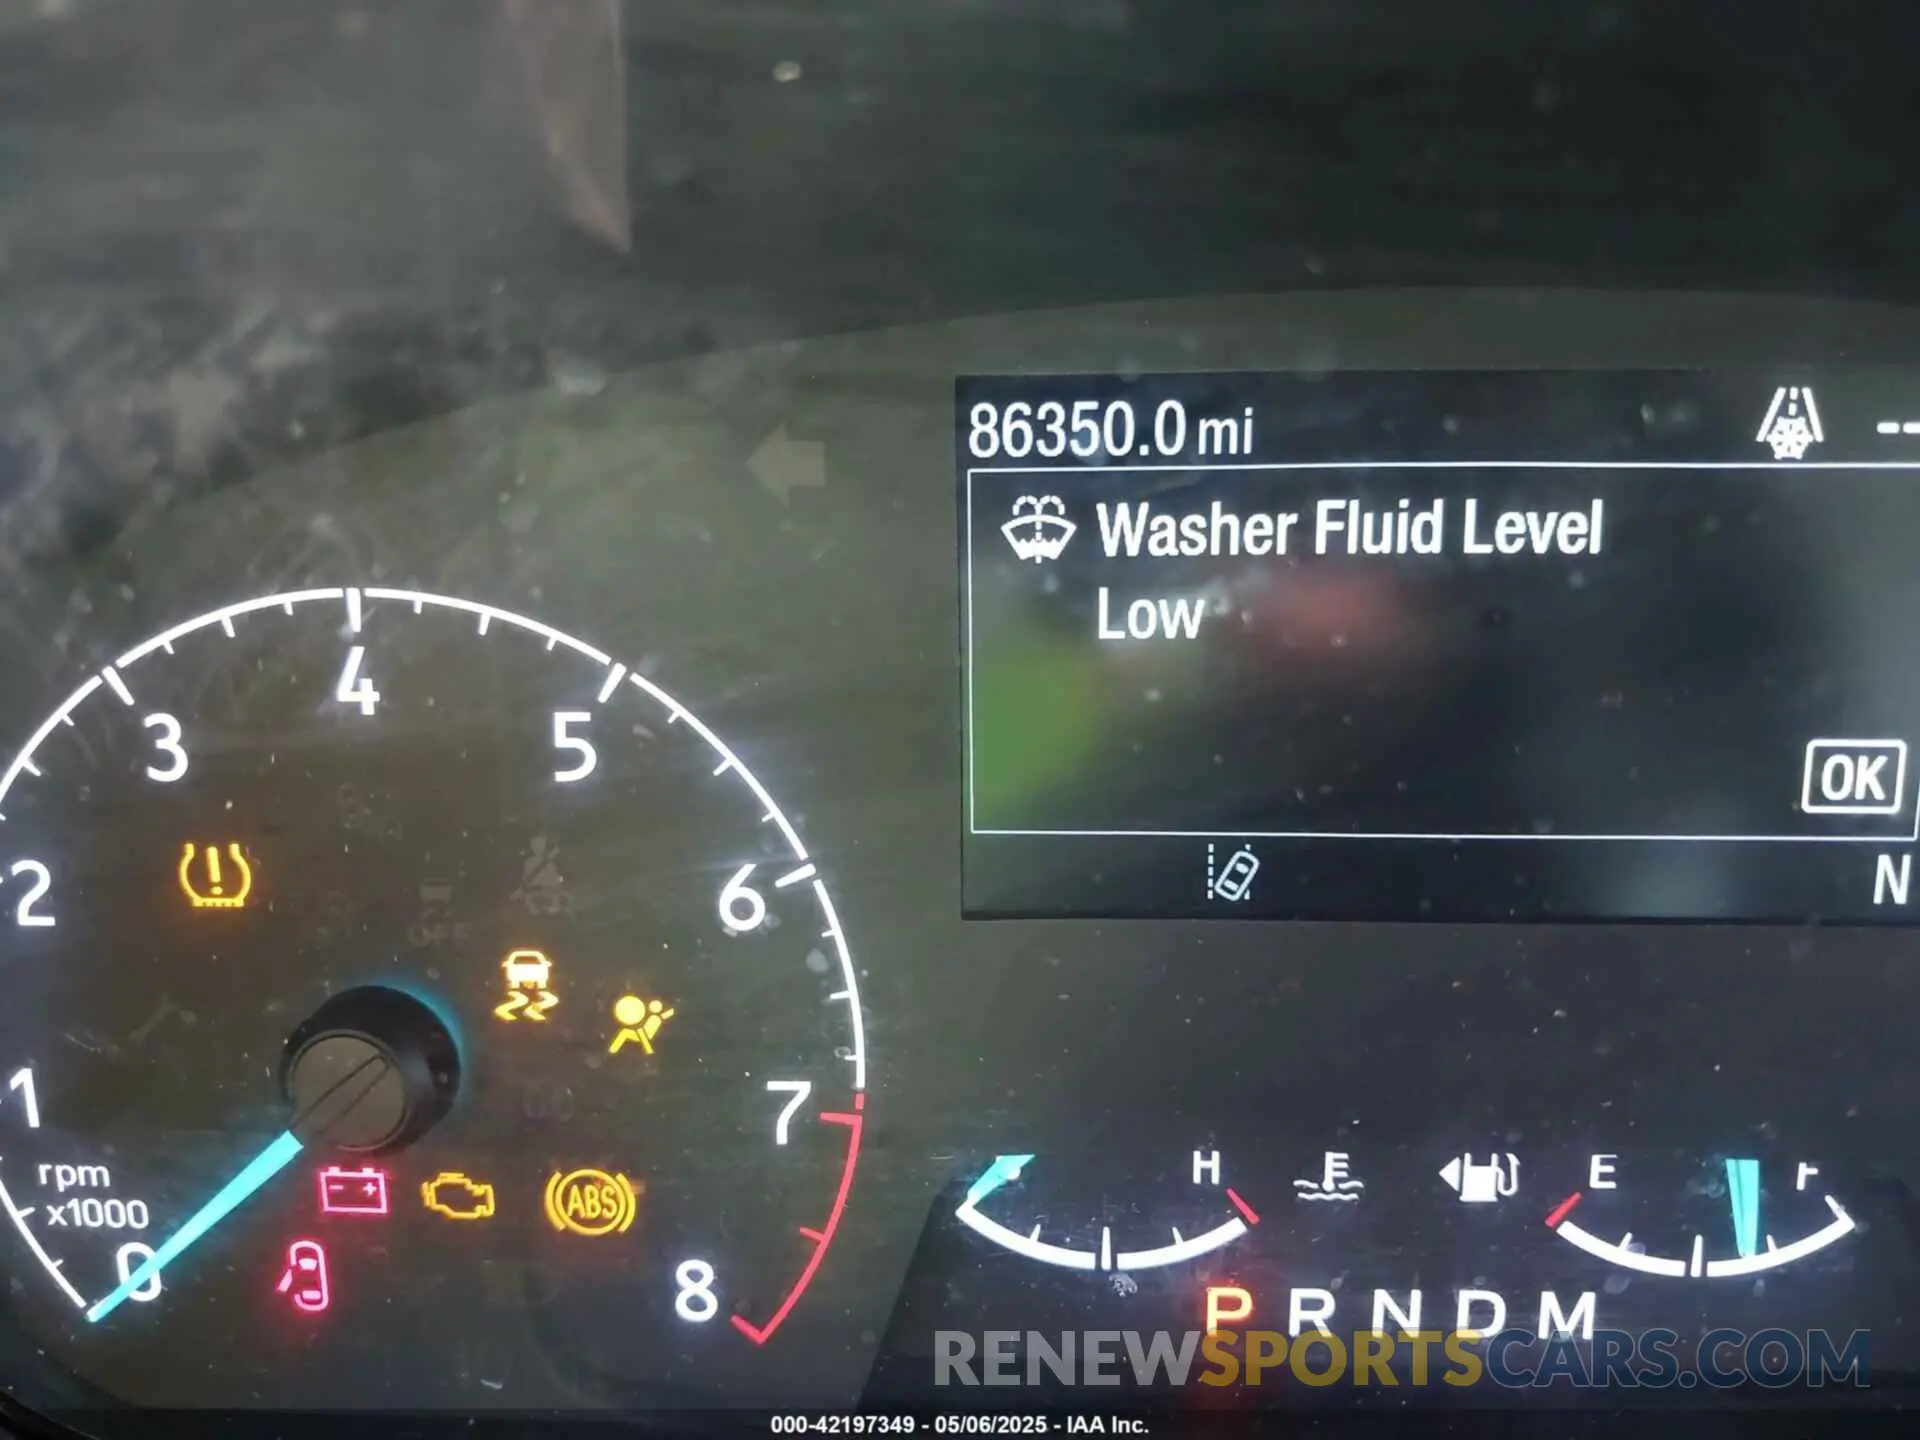 86350.0 mi
--
Washer Fluid Level
Low
OK
N
4
3
5
2
6
1
7
rpm
x1000
0
8
ABS
H
E
F
P R N D M
RENEWSPORTSCARS.COM
000-42197349 - 05/06/2025 - IAA Inc.